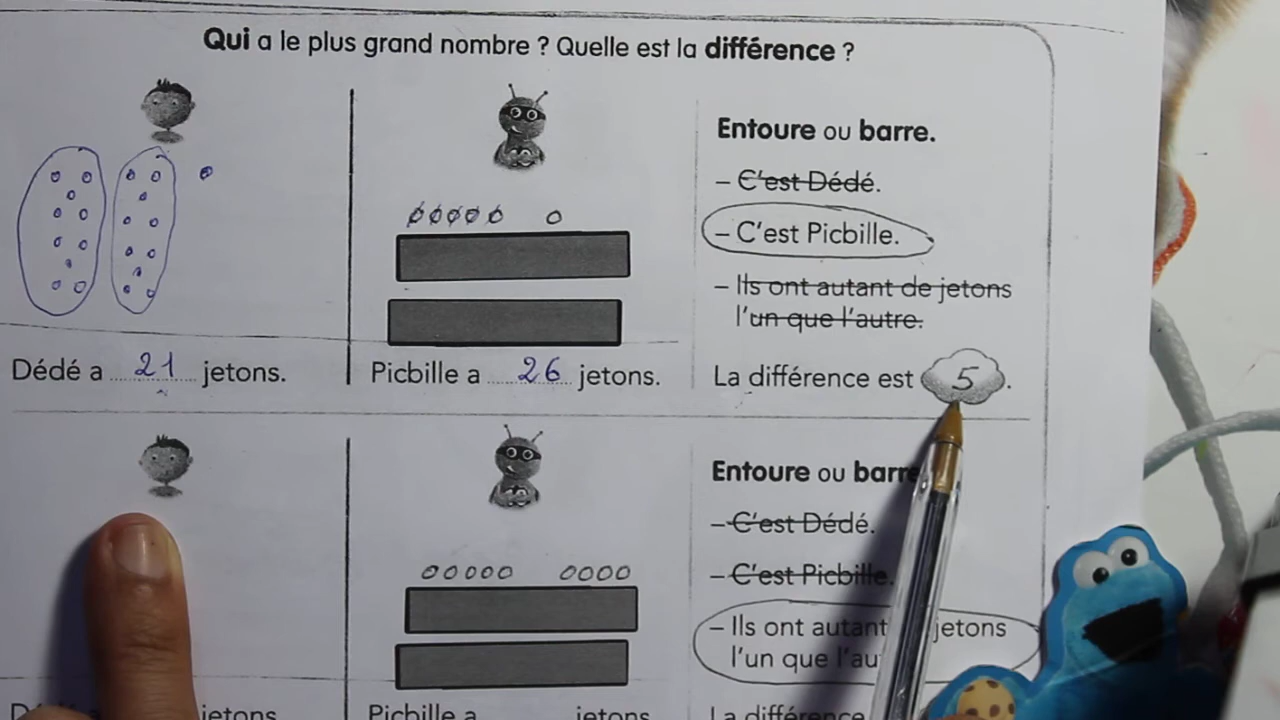 Qui a le plus grand nombre ? Quelle est la différence ?
Entoure ou barre.
– C'est Dédé.
– C'est Picbille.
– Ils ont autant de jetons
l'un que l'autre.
Dédé a 21 jetons.
Picbille a 26 jetons.
La différence est 5.
Entoure ou barre
– C'est Dédé.
– C'est Picbille.
– Ils ont autant jetons
l'un que l'au
jetons
Picbille a jetons
La différence